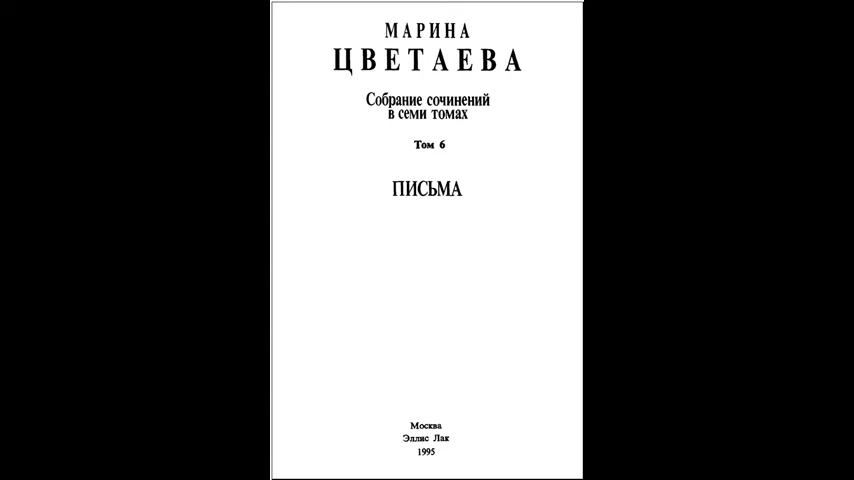 МАРИНА
ЦВЕТАЕВА
Собрание сочинений
в семи томах
Том 6
ПИСЬМА
Москва
Эллис Лак
1995